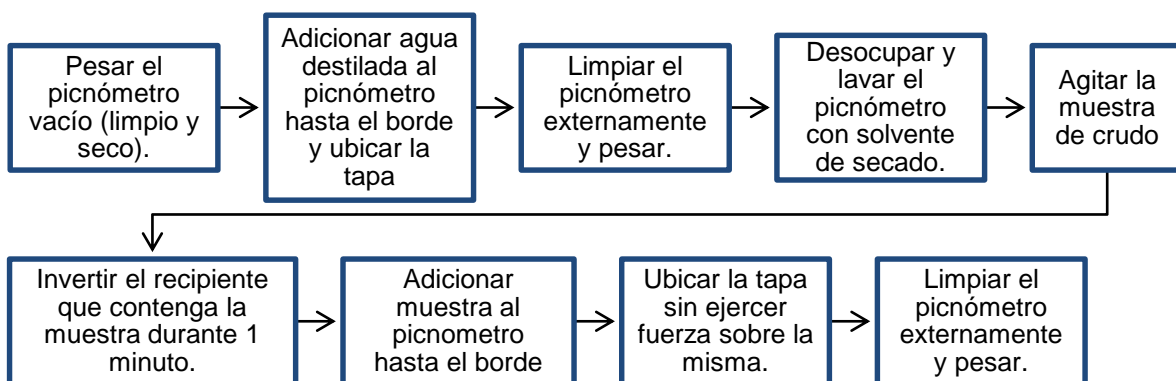 Pesar el
picnómetro
vacío (limpio y
seco).
Adicionar agua
destilada al
picnómetro
hasta el borde
y ubicar la
tapa
Limpiar el
picnómetro
externamente
y pesar.
Desocupar y
lavar el
picnómetro
con solvente
de secado.
Agitar la
muestra
de crudo
Invertir el recipiente
que contenga la
muestra durante 1
minuto.
Adicionar
muestra al
picnometro
hasta el borde
Ubicar la tapa
sin ejercer
fuerza sobre la
misma.
Limpiar el
picnómetro
externamente
y pesar.